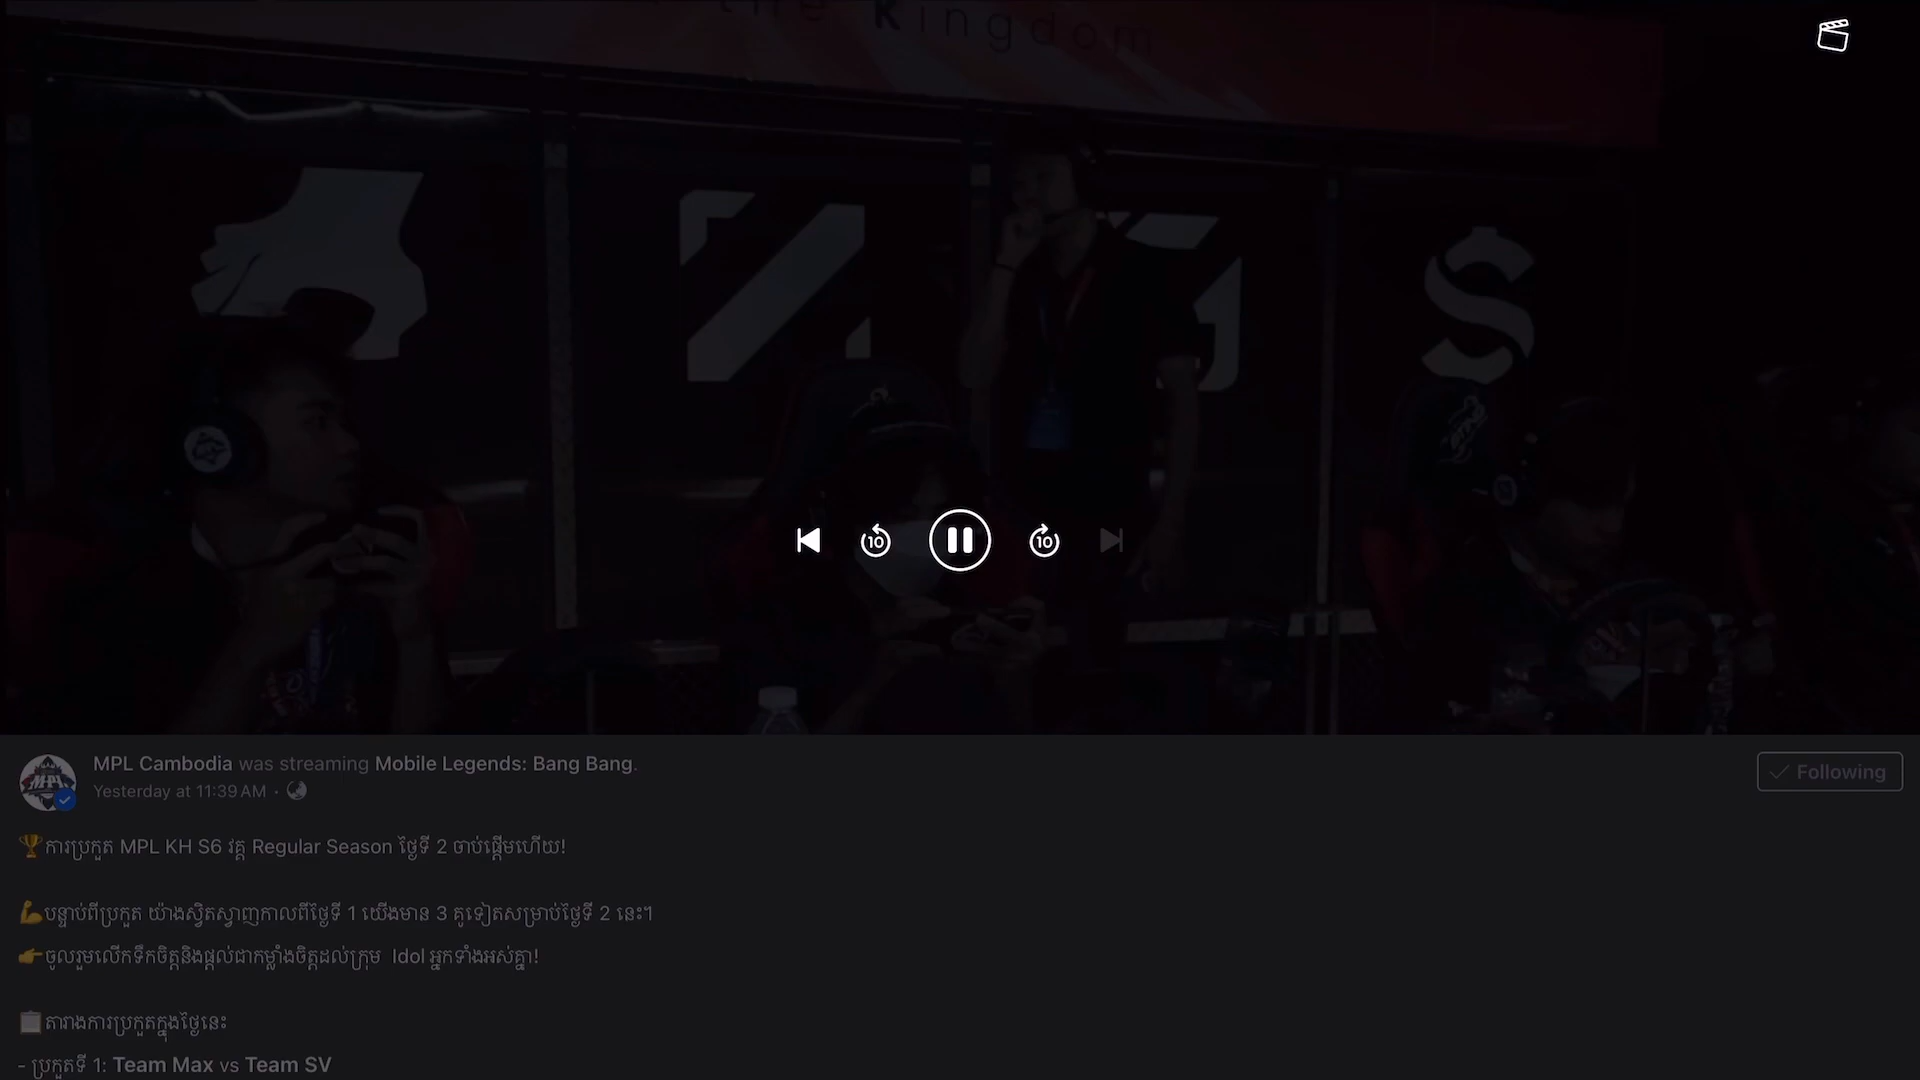 the Kingdom
S
10
10
MPL Cambodia was streaming Mobile Legends: Bang Bang.
Yesterday at 11:39 AM ·
Following
🏆ការប្រកួត MPL KH S6 វគ្គ Regular Season ថ្ងៃទី 2 ចាប់ផ្តើមហើយ!
💪បន្ទាប់ពីប្រកួត យ៉ាងស្វិតស្វាញកាលពីថ្ងៃទី 1 យើងមាន 3 គូទៀតសម្រាប់ថ្ងៃទី 2 នេះ។
👉ចូលរួមលើកទឹកចិត្តនិងផ្តល់ជាកម្លាំងចិត្តដល់ក្រុម Idol អ្នកទាំងអស់គ្នា!
📋តារាងការប្រកួតក្នុងថ្ងៃនេះ
- ប្រកួតទី 1: Team Max vs Team SV